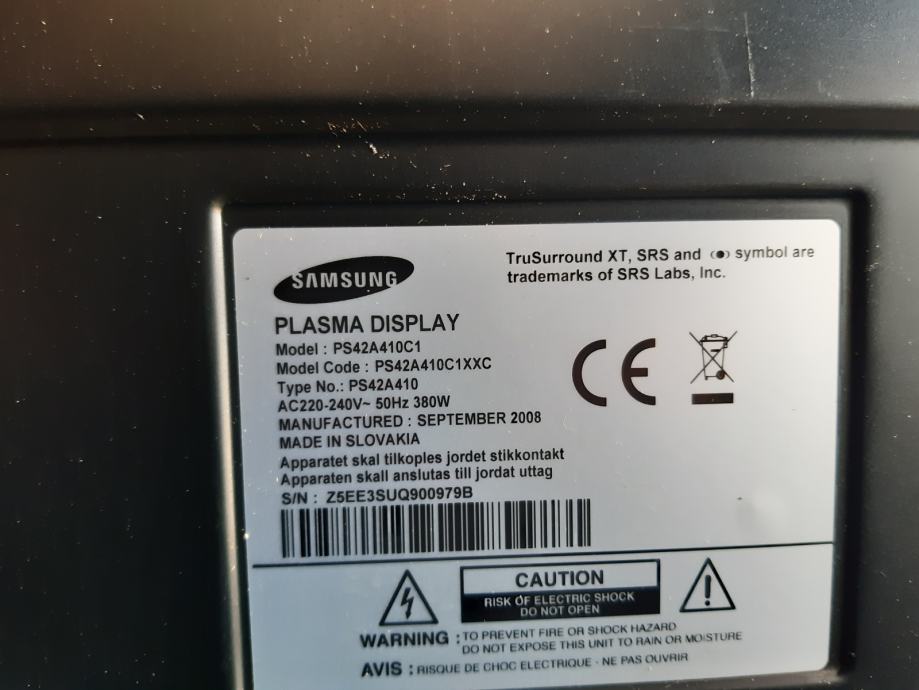 SAMSUNG
TruSurround XT, SRS and (●) symbol are
trademarks of SRS Labs, Inc.
PLASMA DISPLAY
Model : PS42A410C1
Model Code : PS42A410C1XXC
Type No.: PS42A410
AC220-240V~ 50Hz 380W
MANUFACTURED : SEPTEMBER 2008
MADE IN SLOVAKIA
Apparatet skal tilkoples jordet stikkontakt
Apparaten skall anslutas till jordat uttag
S/N : Z5EE3SUQ900979B
CE
CAUTION
RISK OF ELECTRIC SHOCK
DO NOT OPEN
WARNING : TO PREVENT FIRE OR SHOCK HAZARD
DO NOT EXPOSE THIS UNIT TO RAIN OR MOISTURE
AVIS : RISQUE DE CHOC ELECTRIQUE - NE PAS OUVRIR